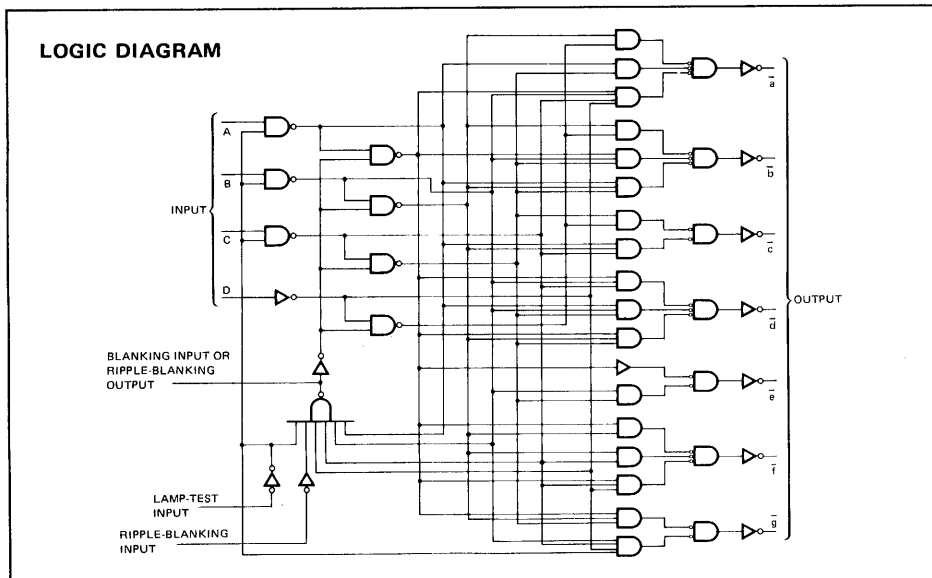 LOGIC DIAGRAM
A
B
INPUT
C
D
BLANKING INPUT OR
RIPPLE-BLANKING
OUTPUT
LAMP-TEST
INPUT
RIPPLE-BLANKING
INPUT
a̅
b̅
c̅
d̅
OUTPUT
e̅
f̅
g̅